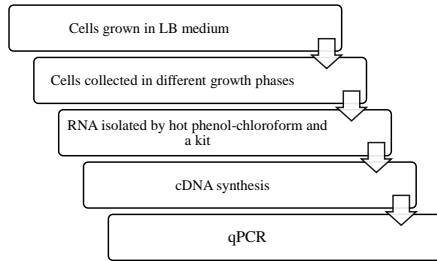 Cells grown in LB medium
Cells collected in different growth phases
RNA isolated by hot phenol-chloroform and
a kit
cDNA synthesis
qPCR